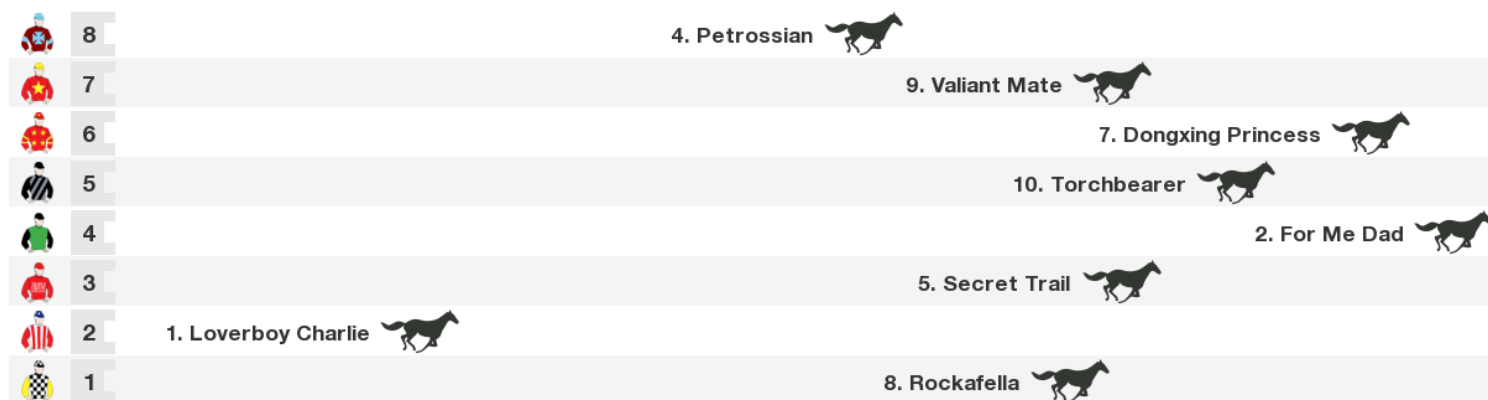 8 4. Petrossian
7 9. Valiant Mate
6 7. Dongxing Princess
5 10. Torchbearer
4 2. For Me Dad
3 5. Secret Trail
2 1. Loverboy Charlie
1 8. Rockafella